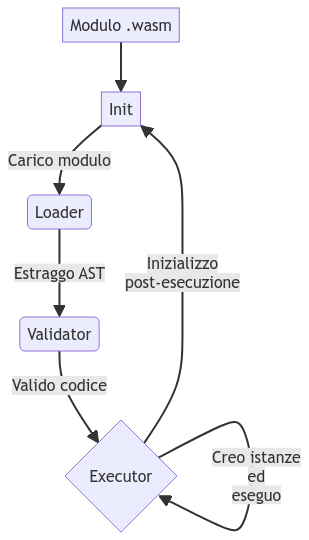 Modulo .wasm
Init
Carico modulo
Loader
Estraggo AST
Inizializzo
post-esecuzione
Validator
Valido codice
Executor
Creo istanze
ed
eseguo